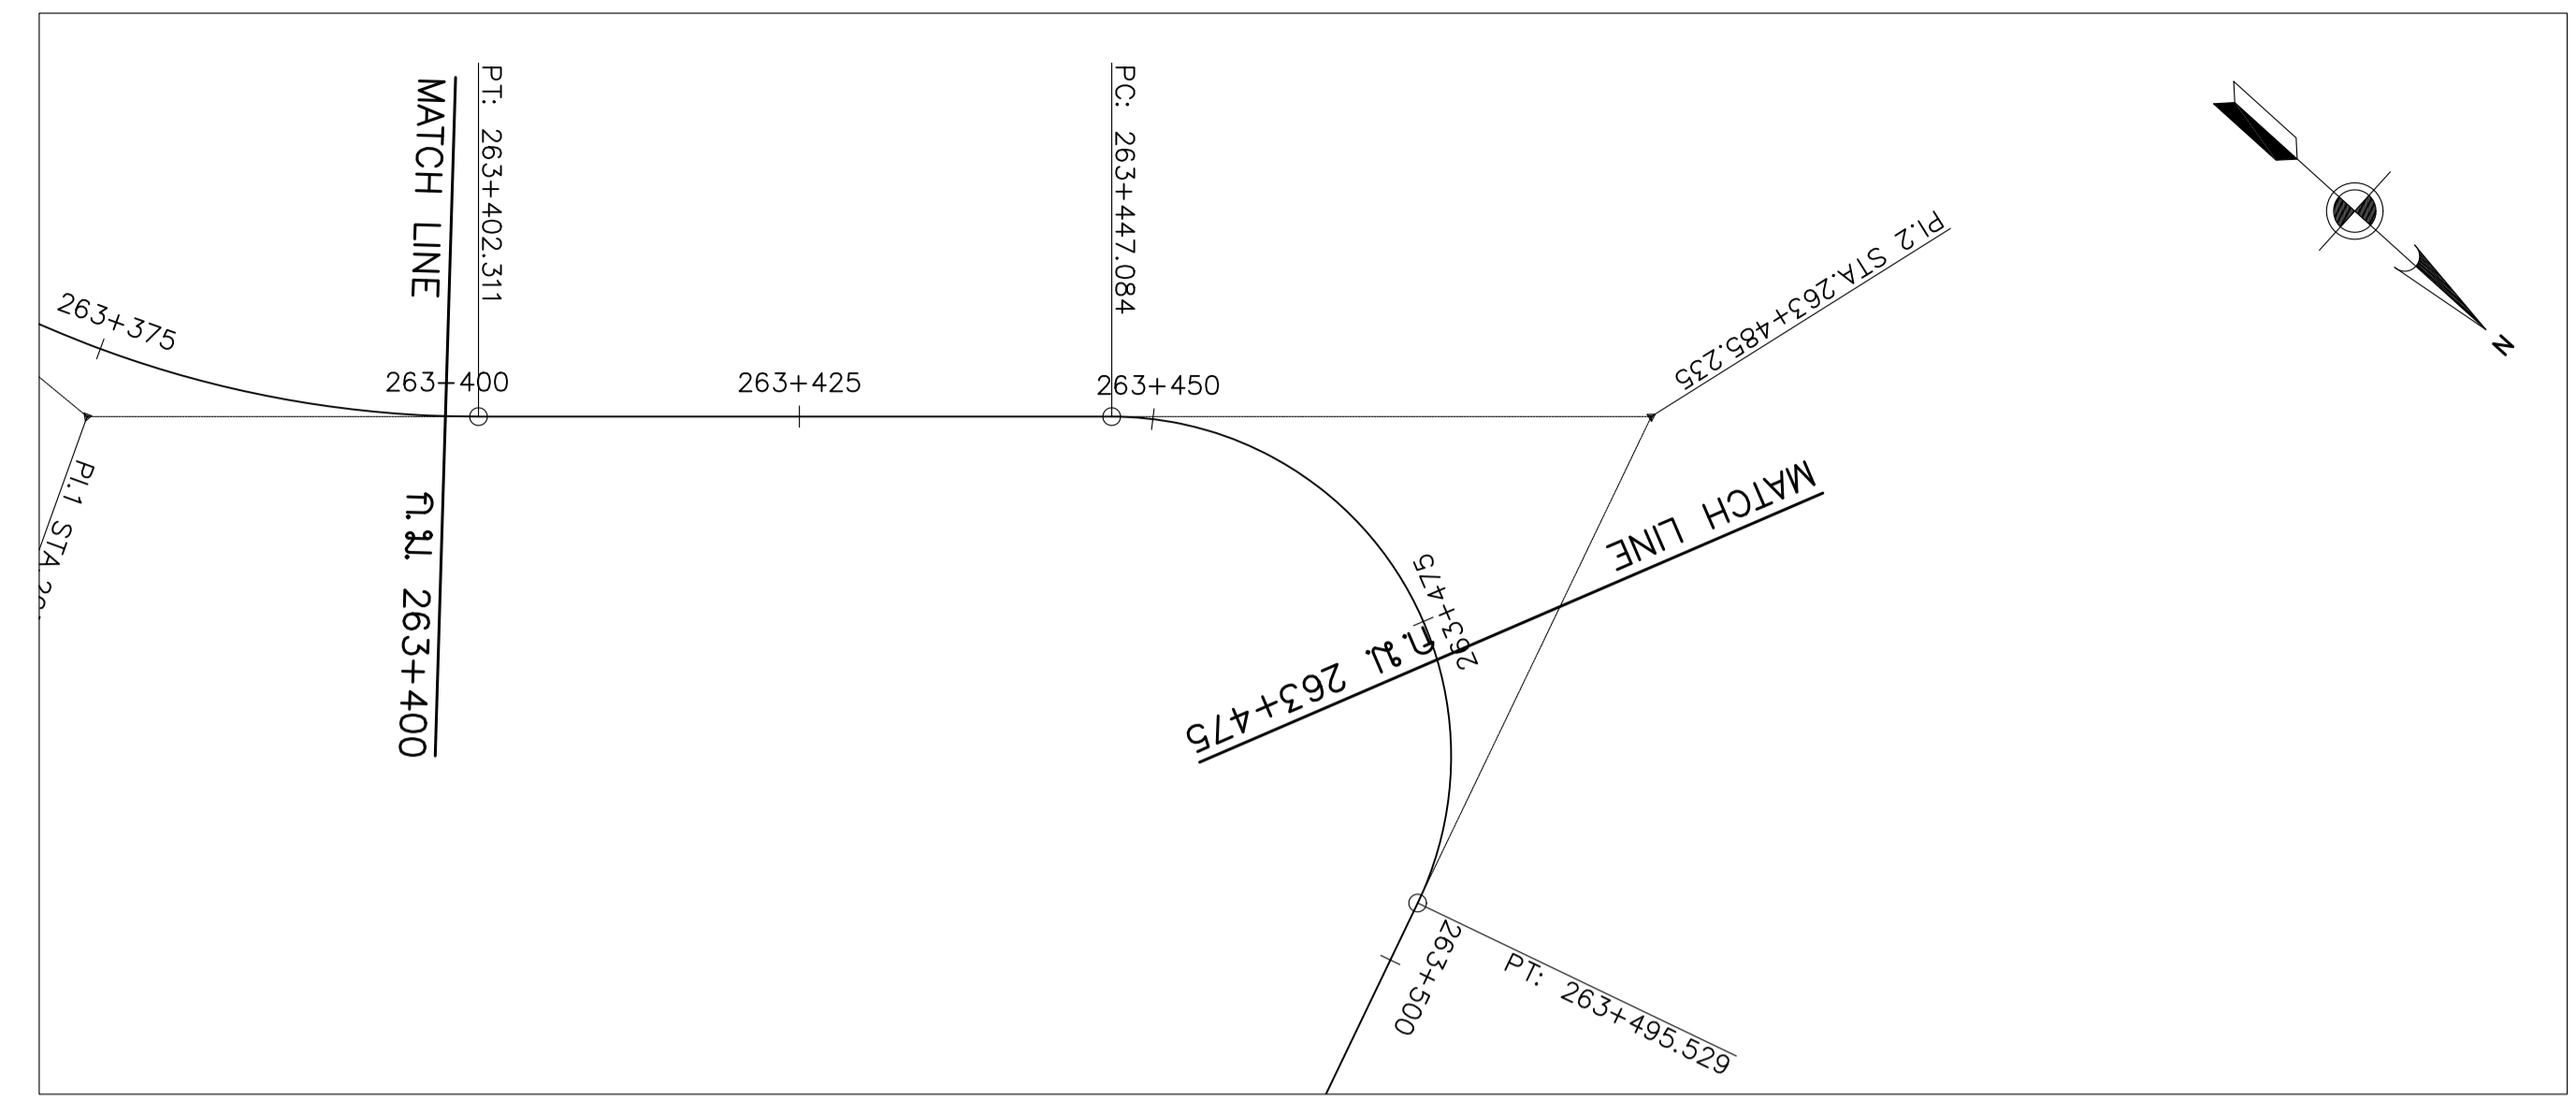 MATCH LINE ก.ม. 263+400
PT: 263+402.311
PC: 263+447.084
PI.2 STA.263+485.235
263+375
263+400
263+425
263+450
N
PI.1 STA
MATCH LINE ก.ม. 263+475
263+475
263+500
PT: 263+495.529